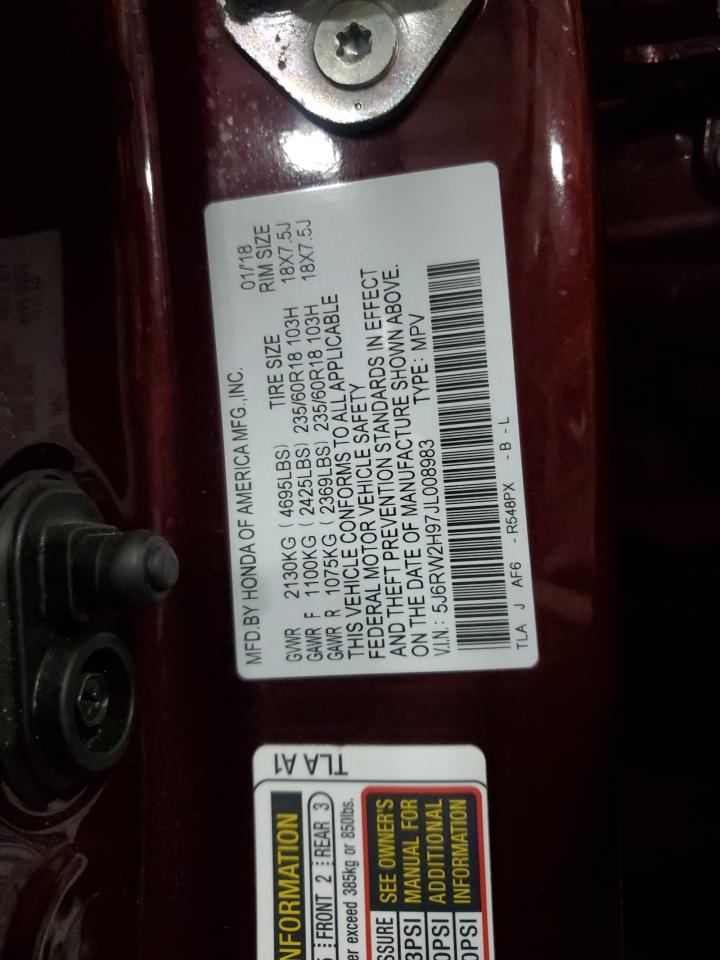 MFD.BY HONDA OF AMERICA MFG.,INC. 01/'18
TIRE SIZE RIM SIZE
GVWR 2130KG ( 4695LBS)
GAWR F 1100KG ( 2425LBS) 235/60R18 103H 18X7.5J
GAWR R 1075KG ( 2369LBS) 235/60R18 103H 18X7.5J
THIS VEHICLE CONFORMS TO ALL APPLICABLE
FEDERAL MOTOR VEHICLE SAFETY
AND THEFT PREVENTION STANDARDS IN EFFECT
ON THE DATE OF MANUFACTURE SHOWN ABOVE.
V.I.N.: 5J6RW2H97JL008983 TYPE: MPV
TLA J AF6 - R548PX - B - L
TLA A1
FRONT 2 REAR 3
exceed 385kg or 850lbs.
SEE OWNER'S
MANUAL FOR
ADDITIONAL
INFORMATION